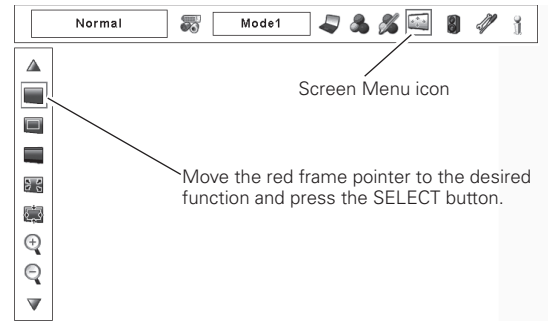 Normal Mode1
Screen Menu icon
Move the red frame pointer to the desired
function and press the SELECT button.